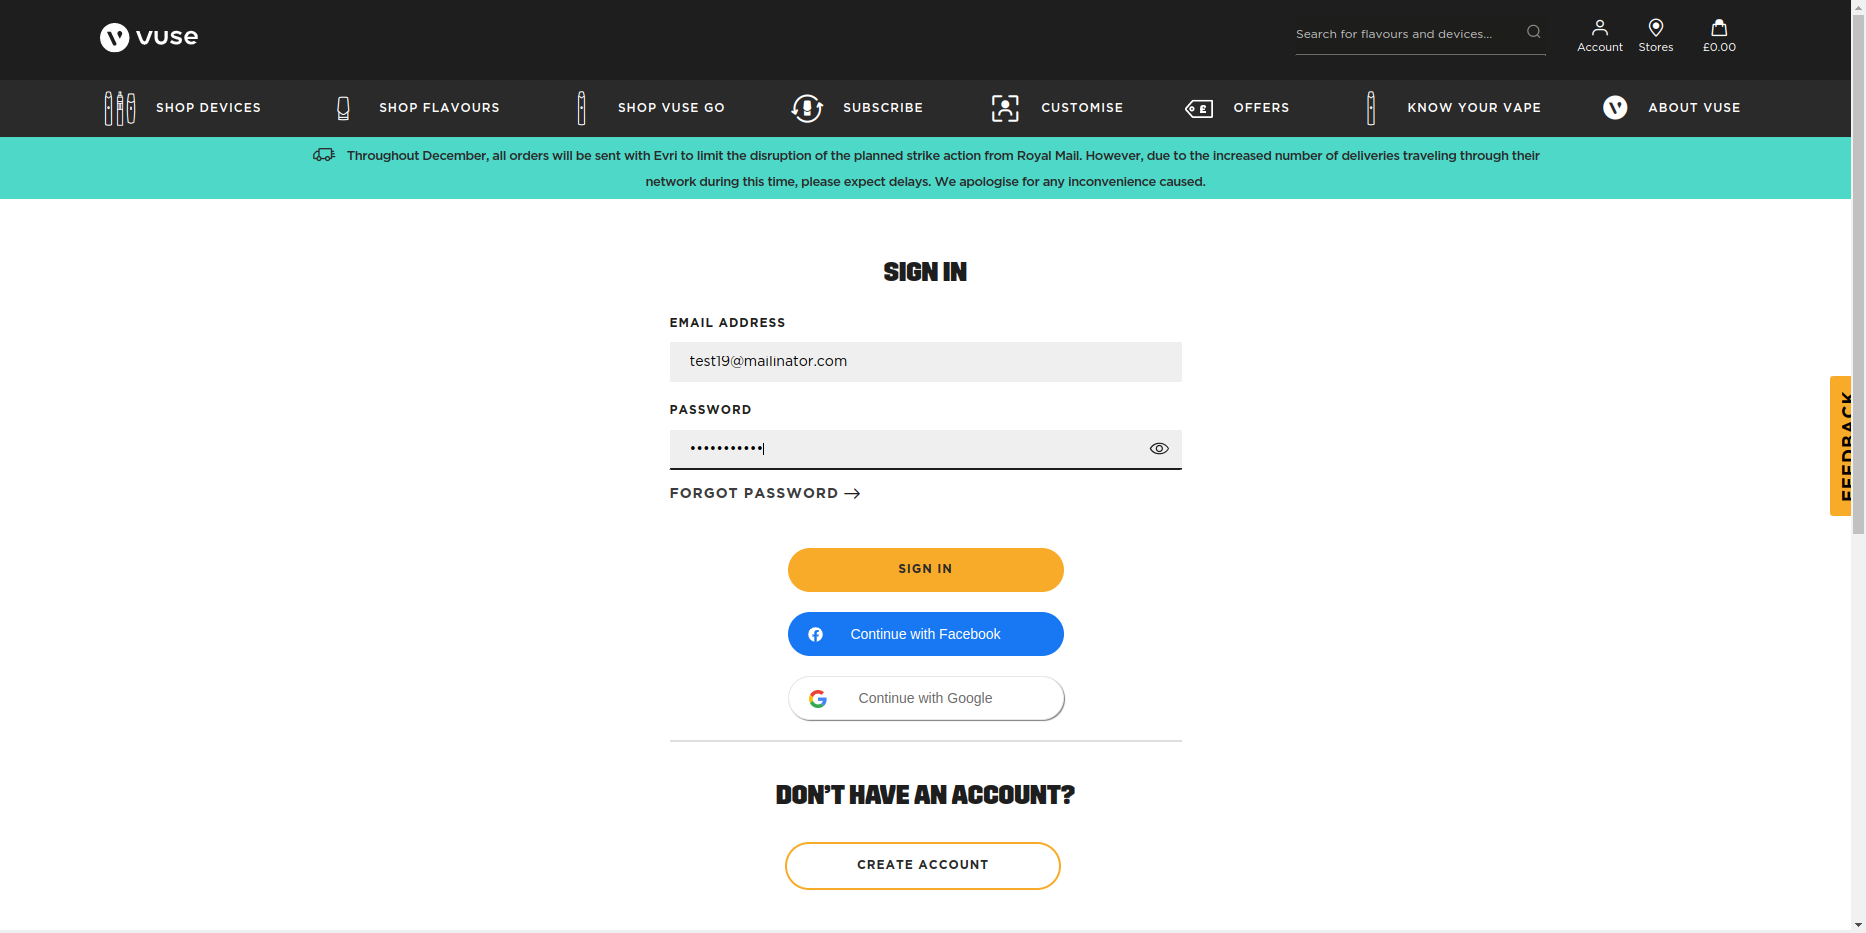 vuse
Search for flavours and devices...
Account
Stores
£0.00
SHOP DEVICES
SHOP FLAVOURS
SHOP VUSE GO
SUBSCRIBE
CUSTOMISE
£
OFFERS
KNOW YOUR VAPE
ABOUT VUSE
Throughout December, all orders will be sent with Evri to limit the disruption of the planned strike action from Royal Mail. However, due to the increased number of deliveries traveling through their
network during this time, please expect delays. We apologise for any inconvenience caused.
SIGN IN
EMAIL ADDRESS
test19@mailinator.com
PASSWORD
•••••••••••
FORGOT PASSWORD →
SIGN IN
Continue with Facebook
Continue with Google
DON'T HAVE AN ACCOUNT?
CREATE ACCOUNT
FEEDBACK